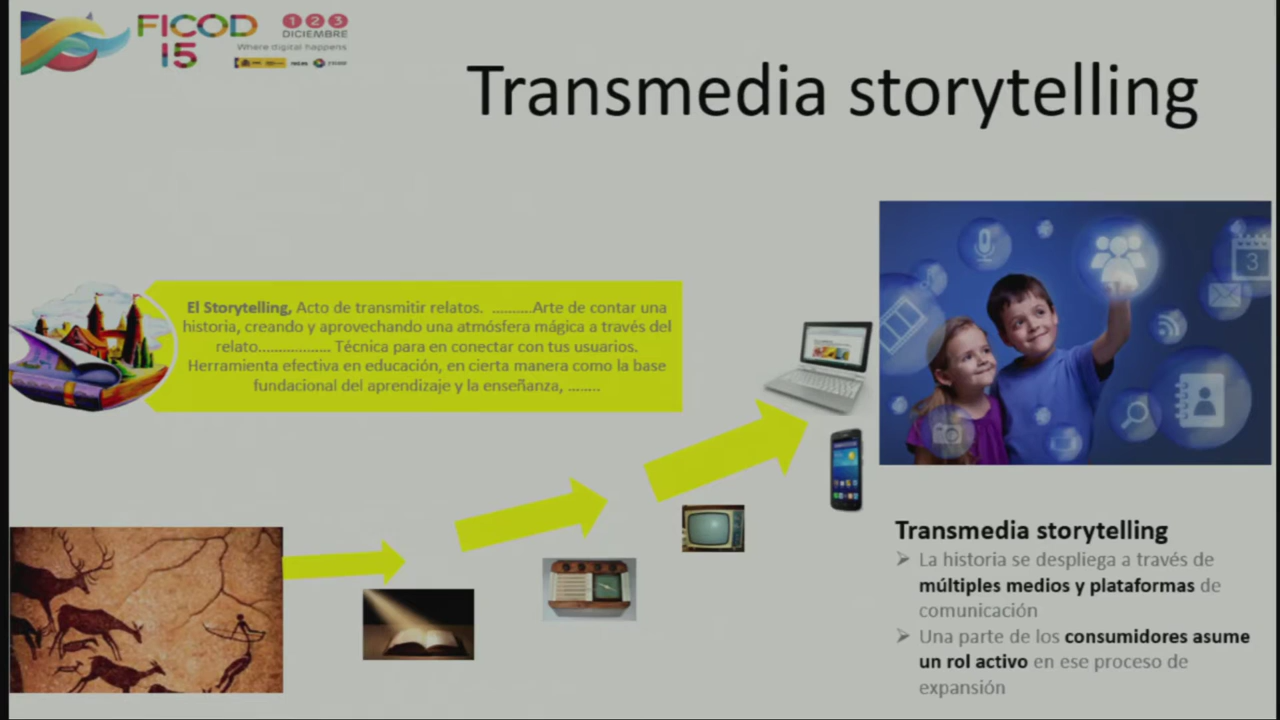 FICOD
15
1 2 3
DICIEMBRE
Where digital happens
Transmedia storytelling
El Storytelling, Acto de transmitir relatos. ..........Arte de contar una
historia, creando y aprovechando una atmósfera mágica a través del
relato.................. Técnica para en conectar con tus usuarios.
Herramienta efectiva en educación, en cierta manera como la base
fundacional del aprendizaje y la enseñanza, ........
3
Transmedia storytelling
➢ La historia se despliega a través de
múltiples medios y plataformas de
comunicación
➢ Una parte de los consumidores asume
un rol activo en ese proceso de
expansión